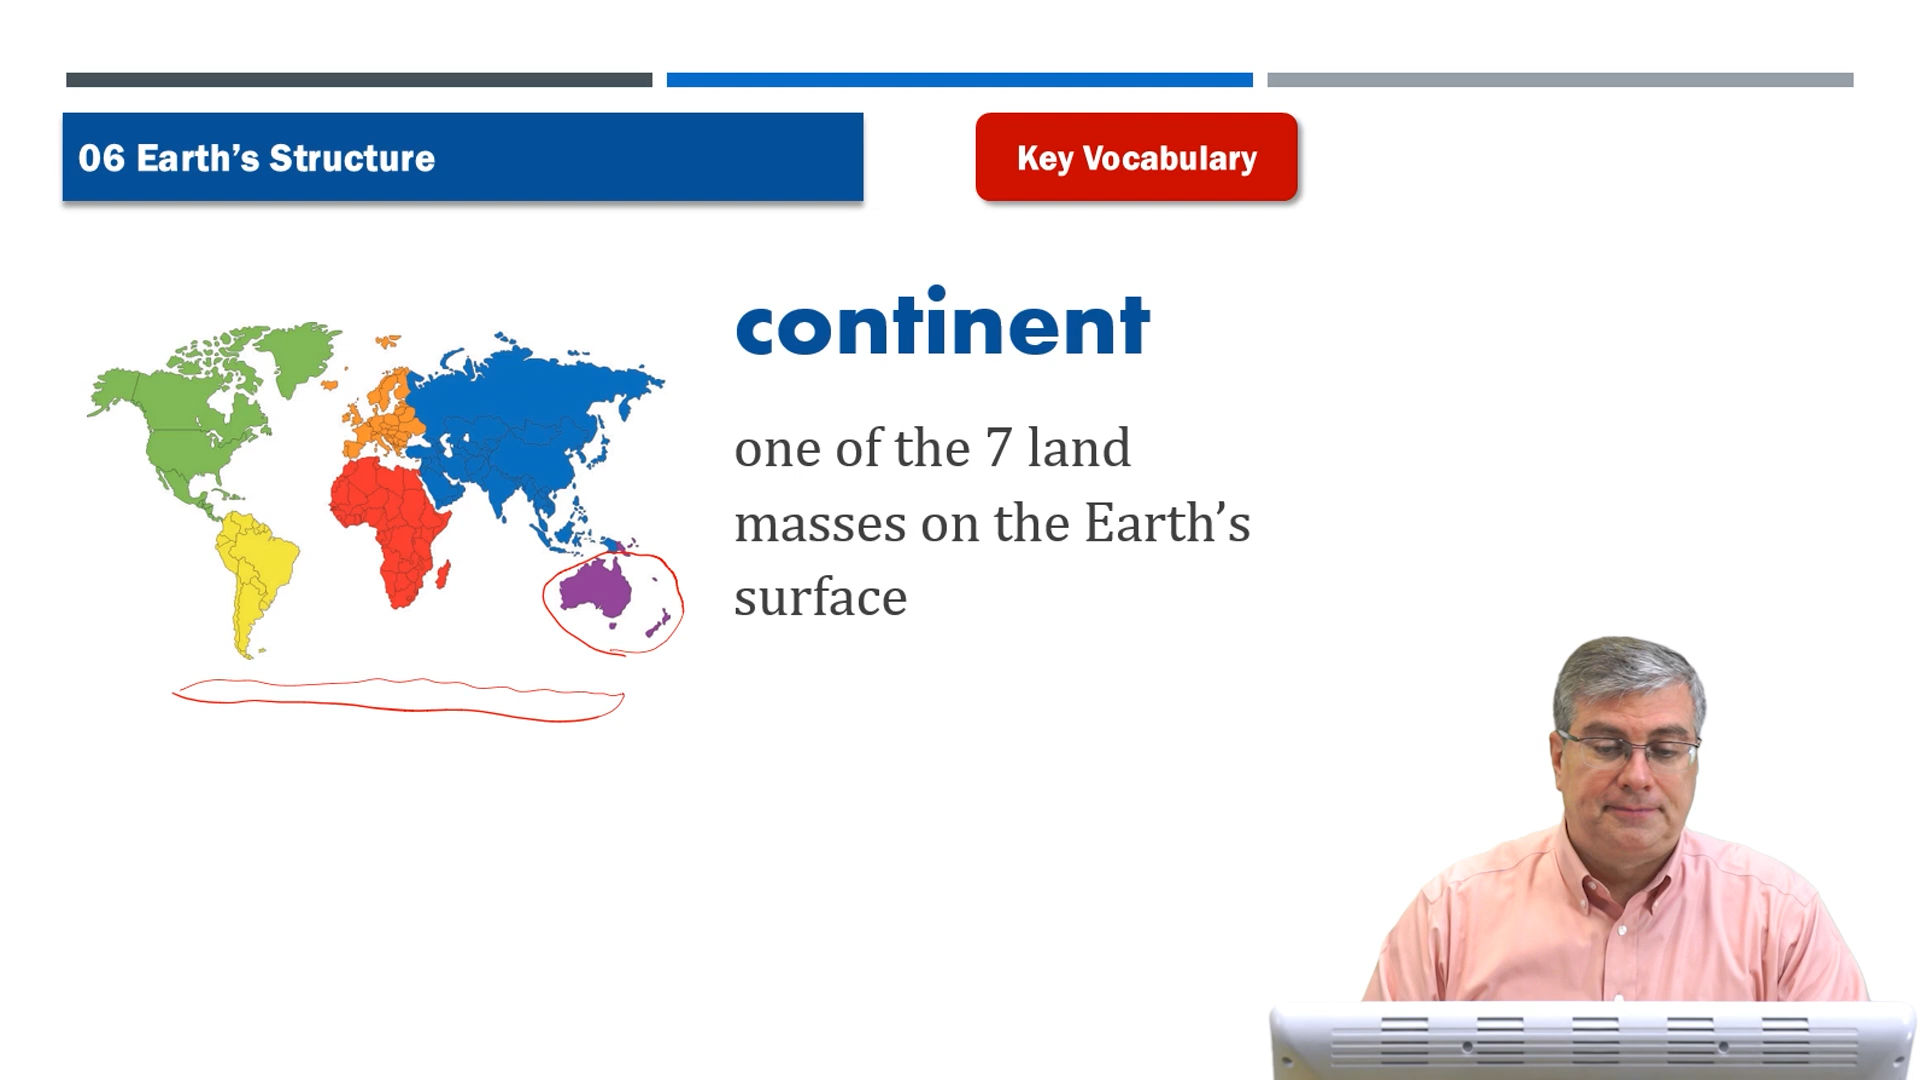 06 Earth’s Structure
Key Vocabulary
continent
one of the 7 land
masses on the Earth’s
surface